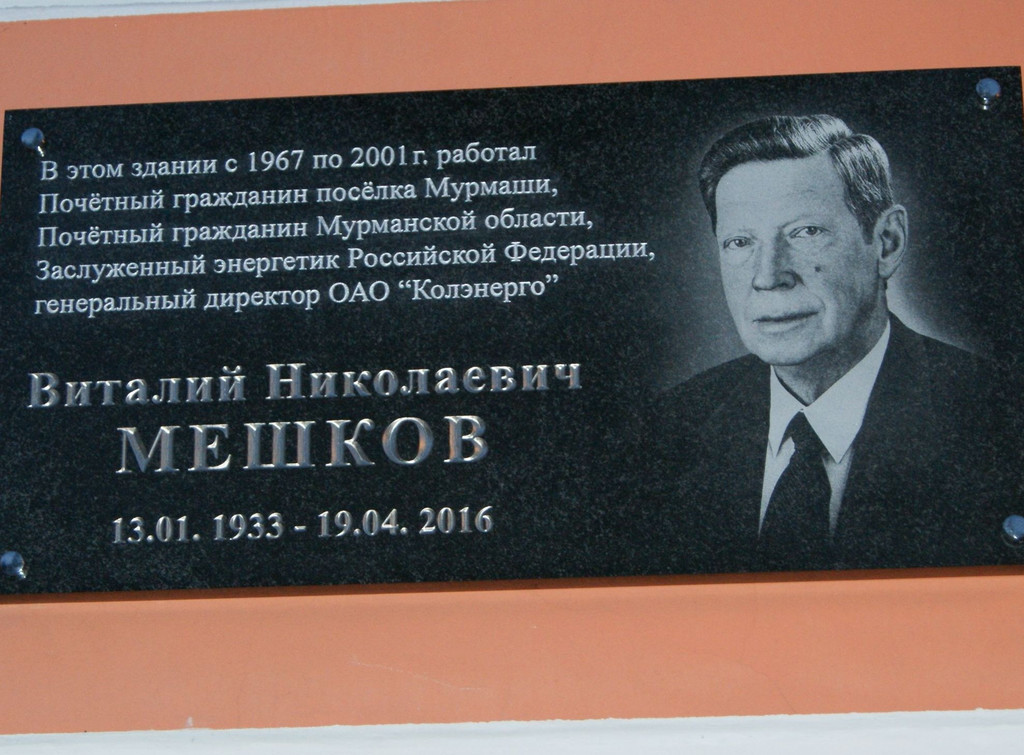 В этом здании с 1967 по 2001г. работал
Почётный гражданин посёлка Мурмаши,
Почётный гражданин Мурманской области,
Заслуженный энергетик Российской Федерации,
генеральный директор ОАО “Колэнерго”
Виталий Николаевич
МЕШКОВ
13.01. 1933 - 19.04. 2016